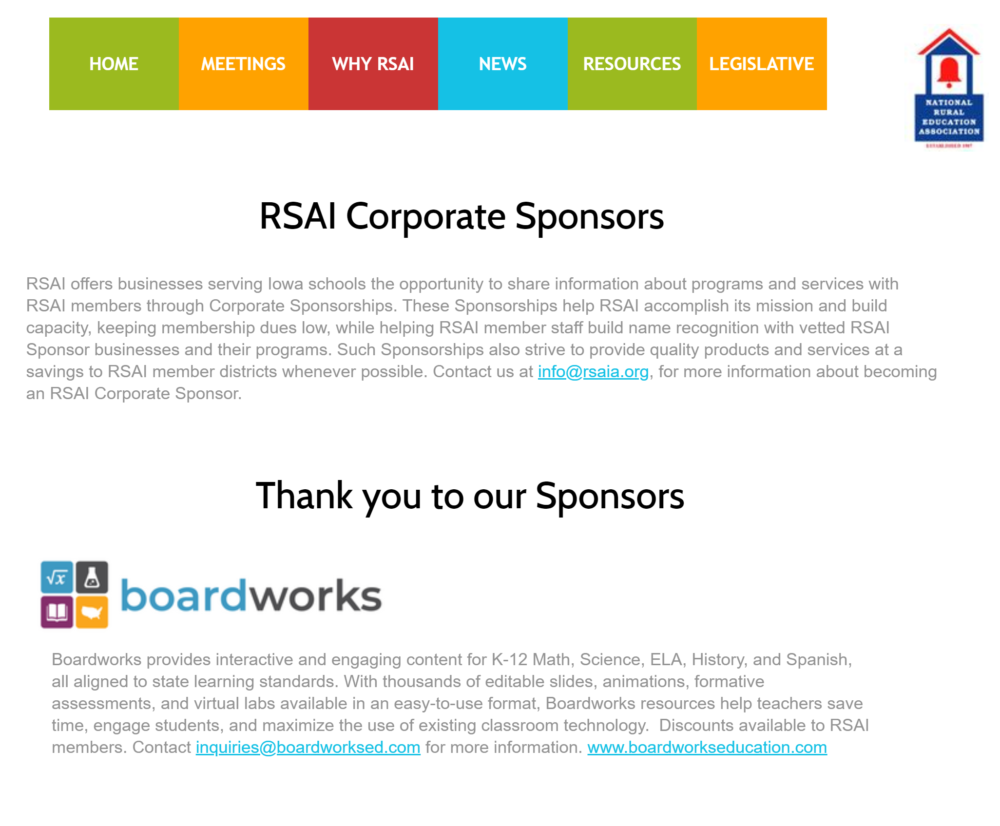 HOME MEETINGS WHY RSAI NEWS RESOURCES LEGISLATIVE
NATIONAL
RURAL
EDUCATION
ASSOCIATION
ESTABLISHED 1907
RSAI Corporate Sponsors
RSAI offers businesses serving Iowa schools the opportunity to share information about programs and services with
RSAI members through Corporate Sponsorships. These Sponsorships help RSAI accomplish its mission and build
capacity, keeping membership dues low, while helping RSAI member staff build name recognition with vetted RSAI
Sponsor businesses and their programs. Such Sponsorships also strive to provide quality products and services at a
savings to RSAI member districts whenever possible. Contact us at info@rsaia.org, for more information about becoming
an RSAI Corporate Sponsor.
Thank you to our Sponsors
√x
boardworks
Boardworks provides interactive and engaging content for K-12 Math, Science, ELA, History, and Spanish,
all aligned to state learning standards. With thousands of editable slides, animations, formative
assessments, and virtual labs available in an easy-to-use format, Boardworks resources help teachers save
time, engage students, and maximize the use of existing classroom technology.  Discounts available to RSAI
members. Contact inquiries@boardworksed.com for more information. www.boardworkseducation.com